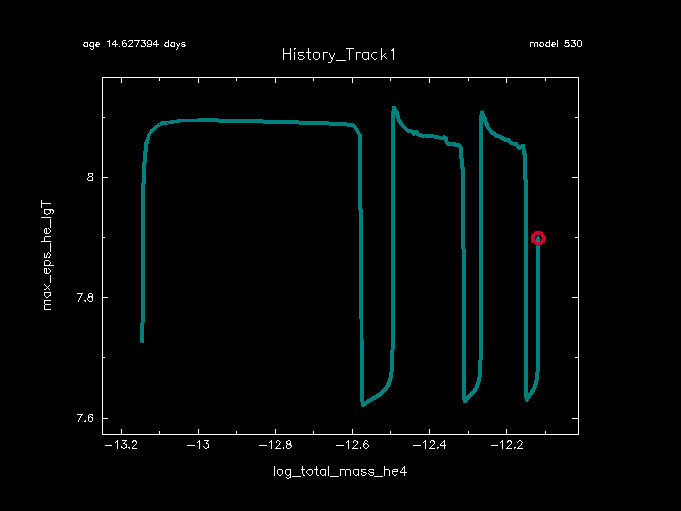 age 14.627394 days
model 530
History_Track1
max_eps_he_lgT
8
7.8
7.6
−13.2 −13 −12.8 −12.6 −12.4 −12.2
log_total_mass_he4